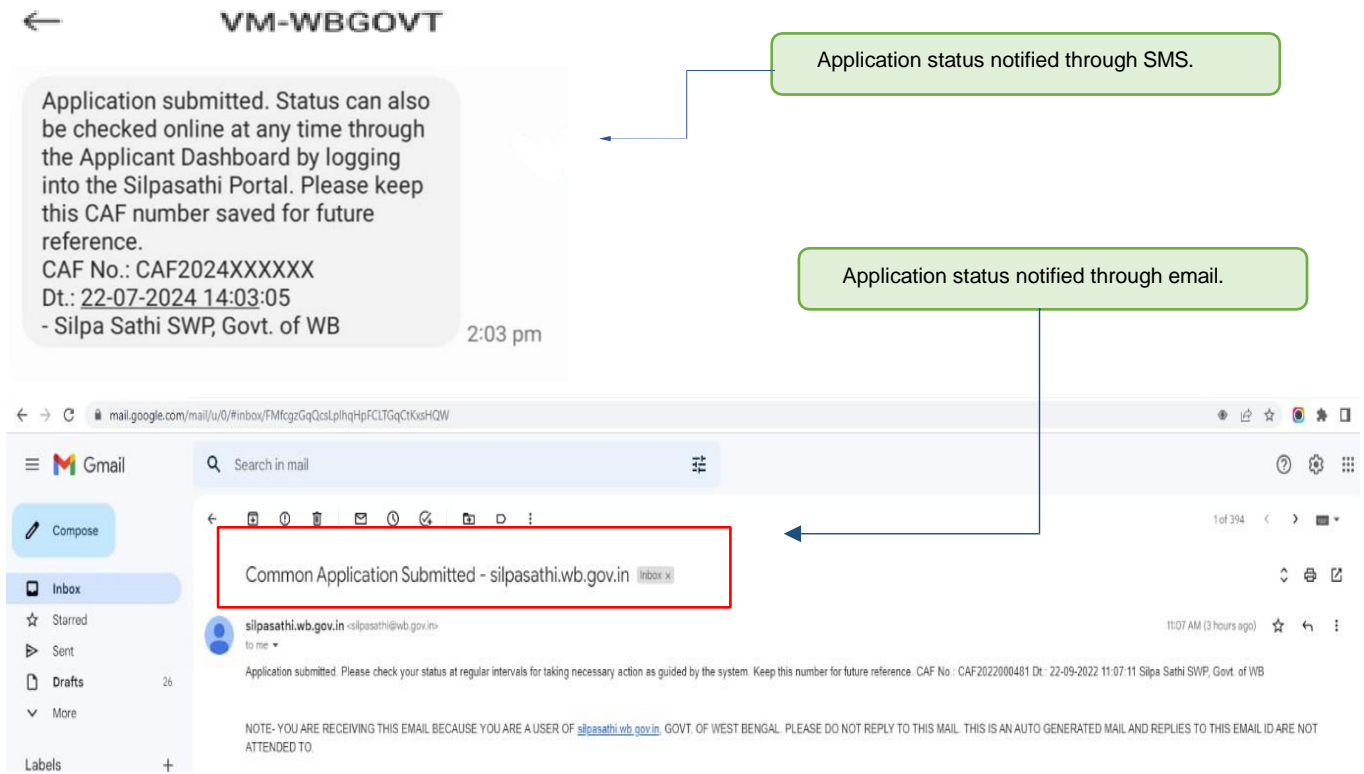 VM-WBGOVT
Application status notified through SMS.
Application submitted. Status can also
be checked online at any time through
the Applicant Dashboard by logging
into the Silpasathi Portal. Please keep
this CAF number saved for future
reference.
CAF No.: CAF2024XXXXXX
Dt.: 22-07-2024 14:03:05
- Silpa Sathi SWP, Govt. of WB
2:03 pm
Application status notified through email.
mail.google.com/mail/u/0/#inbox/FMfcgzGqQcsLplhqHpFCLTGqCtKxsHQW
Gmail
Search in mail
Compose
1 of 394
Common Application Submitted - silpasathi.wb.gov.in Inbox x
Inbox
Starred
Sent
Drafts 26
More
Labels +
silpasathi.wb.gov.in <silpasathi@wb.gov.in>
11:07 AM (3 hours ago)
to me
Application submitted. Please check your status at regular intervals for taking necessary action as guided by the system. Keep this number for future reference. CAF No.: CAF2022000481 Dt.: 22-09-2022 11:07:11 Silpa Sathi SWP, Govt. of WB
NOTE- YOU ARE RECEIVING THIS EMAIL BECAUSE YOU ARE A USER OF silpasathi.wb.gov.in, GOVT. OF WEST BENGAL. PLEASE DO NOT REPLY TO THIS MAIL. THIS IS AN AUTO GENERATED MAIL AND REPLIES TO THIS EMAIL ID ARE NOT
ATTENDED TO.